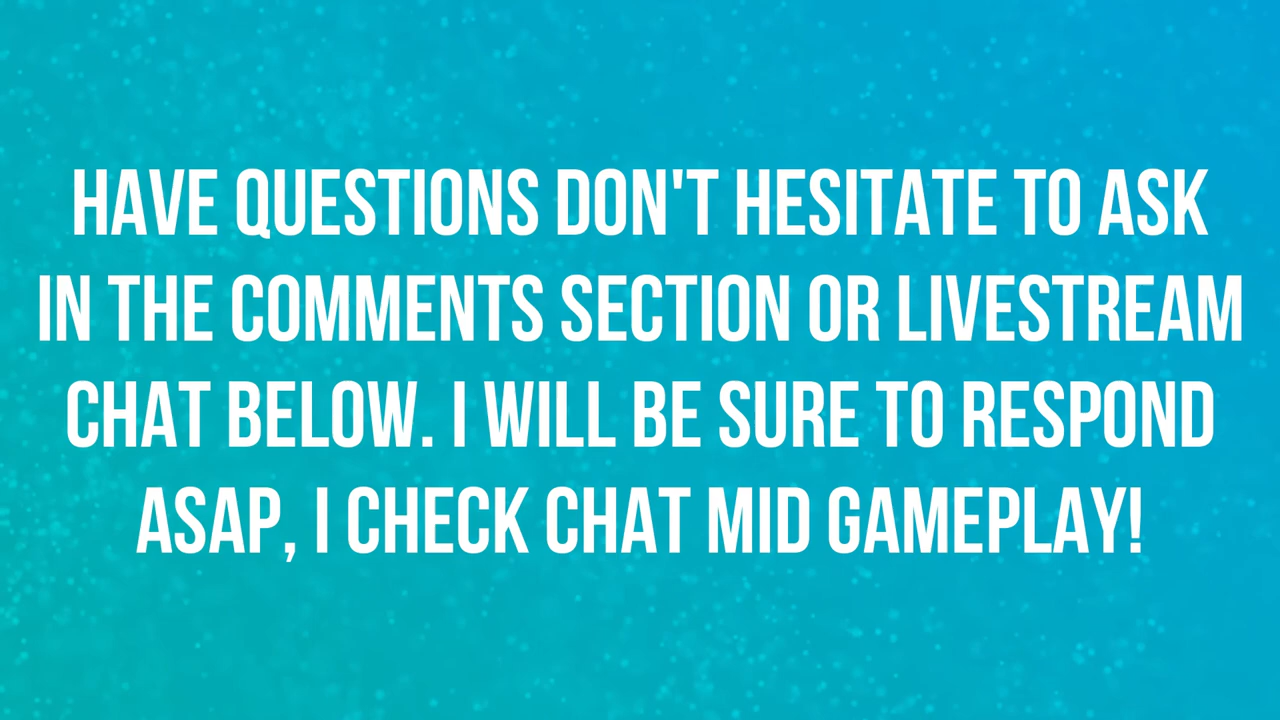 HAVE QUESTIONS DON'T HESITATE TO ASK
IN THE COMMENTS SECTION OR LIVESTREAM
CHAT BELOW. I WILL BE SURE TO RESPOND
ASAP, I CHECK CHAT MID GAMEPLAY!